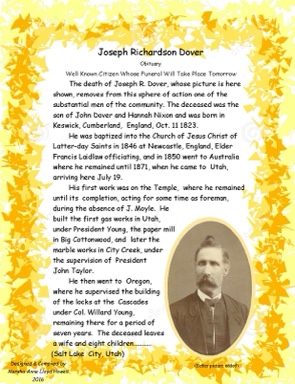 Joseph Richardson Dover
Obituary
Well Known Citizen Whose Funeral Will Take Place Tomorrow
The death of Joseph R. Dover, whose picture is here
shown, removes from this sphere of action one of the
substantial men of the community. The deceased was the
son of John Dover and Hannah Nixon and was born in
Keswick, Cumberland, England, Oct. 11 1823.
He was baptized into the Church of Jesus Christ of
Latter-day Saints in 1846 at Newcastle, England, Elder
Francis Laidlaw officiating, and in 1850 went to Australia
where he remained until 1871, when he came to Utah,
arriving here July 19.
His first work was on the Temple, where he remained
until its completion, acting for some time as foreman,
during the absence of J. Moyle. He
built the first gas works in Utah,
under President Young, the paper mill
in Big Cottonwood, and later the
marble works in City Creek, under
the supervision of President
John Taylor.
He then went to Oregon,
where he supervised the building
of the locks at the Cascades
under Col. Willard Young,
remaining there for a period of
seven years. The deceased leaves
a wife and eight children..........
(Salt Lake City, Utah)
Designed & Compiled by
Anna Lloyd
2016